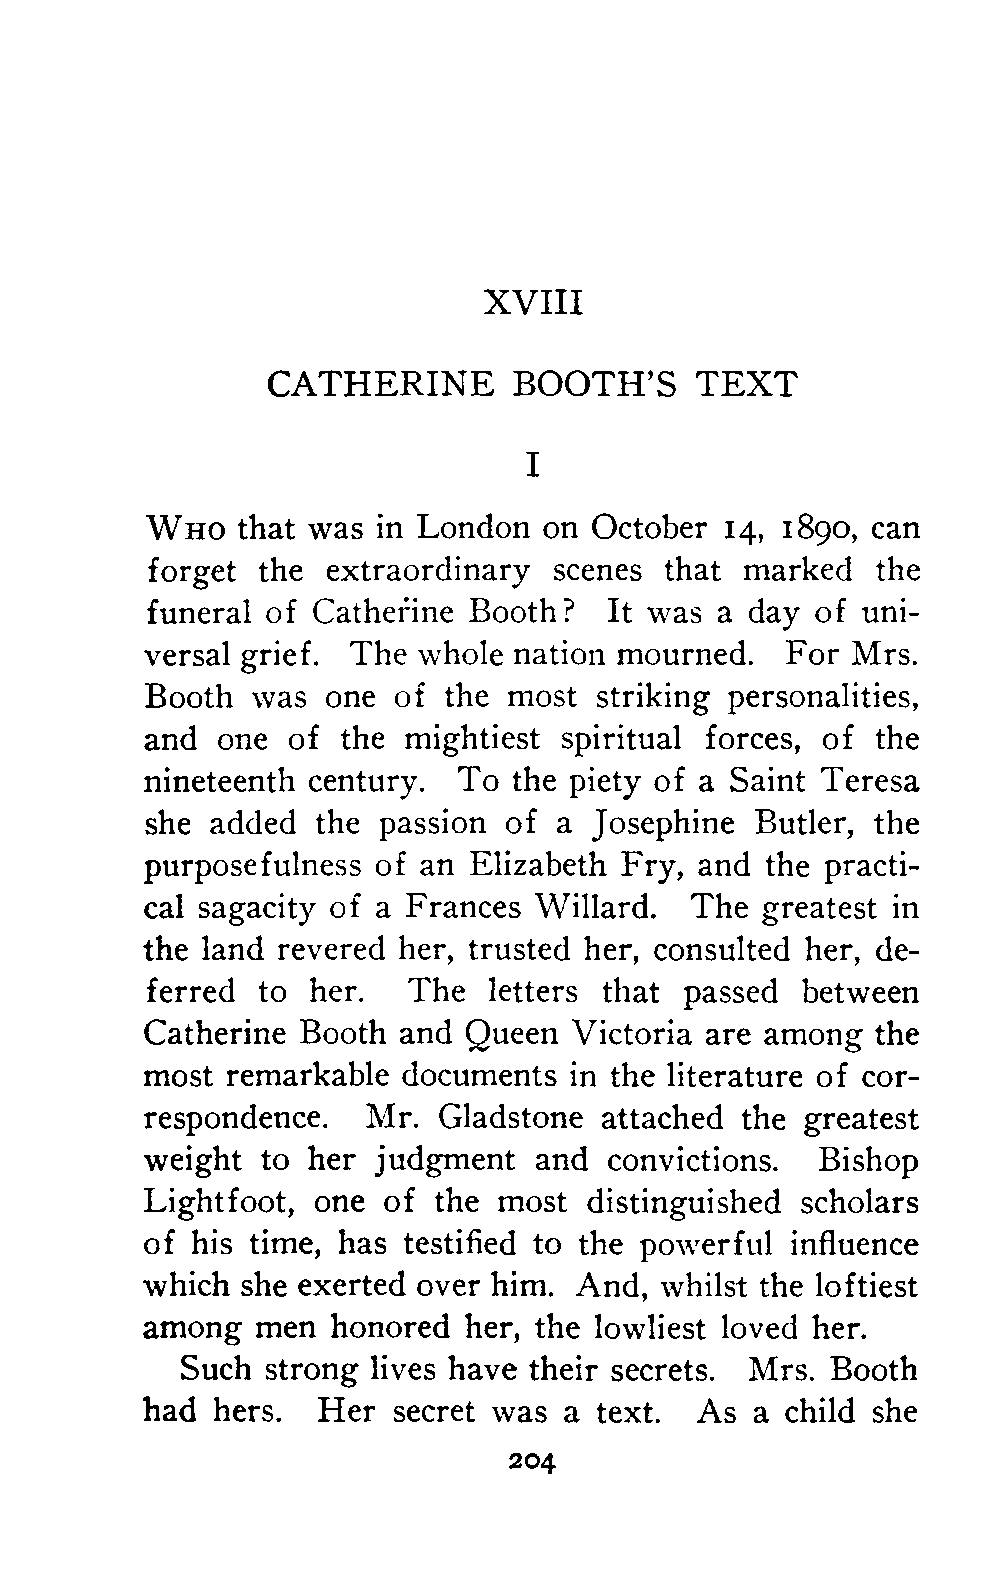 XVIII
CATHERINE BOOTH'S TEXT
I
WHO that was in London on October 14, 1890, can
forget the extraordinary scenes that marked the
funeral of Catherine Booth? It was a day of uni-
versal grief. The whole nation mourned. For Mrs.
Booth was one of the most striking personalities,
and one of the mightiest spiritual forces, of the
nineteenth century. To the piety of a Saint Teresa
she added the passion of a Josephine Butler, the
purposefulness of an Elizabeth Fry, and the practi-
cal sagacity of a Frances Willard. The greatest in
the land revered her, trusted her, consulted her, de-
ferred to her. The letters that passed between
Catherine Booth and Queen Victoria are among the
most remarkable documents in the literature of cor-
respondence. Mr. Gladstone attached the greatest
weight to her judgment and convictions. Bishop
Lightfoot, one of the most distinguished scholars
of his time, has testified to the powerful influence
which she exerted over him. And, whilst the loftiest
among men honored her, the lowliest loved her.
Such strong lives have their secrets. Mrs. Booth
had hers. Her secret was a text. As a child she
204